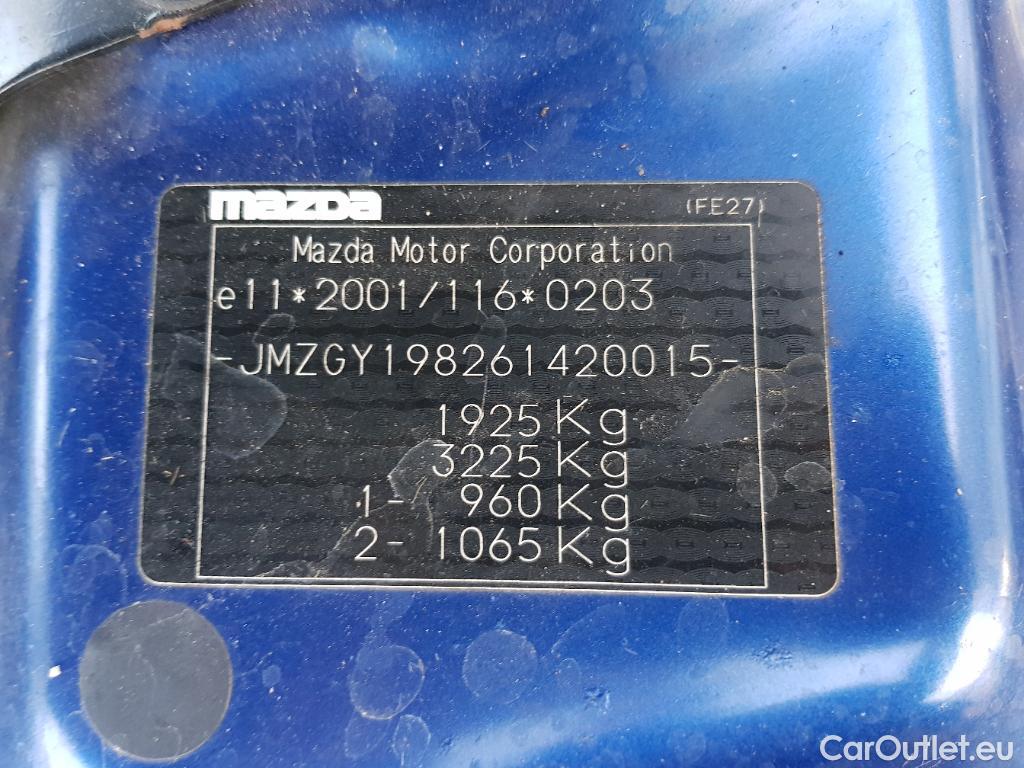 mazda (FE27)
Mazda Motor Corporation
e11*2001/116*0203
-JMZGY198261420015-
1925 Kg
3225 Kg
1- 960 Kg
2- 1065 Kg
CarOutlet.eu